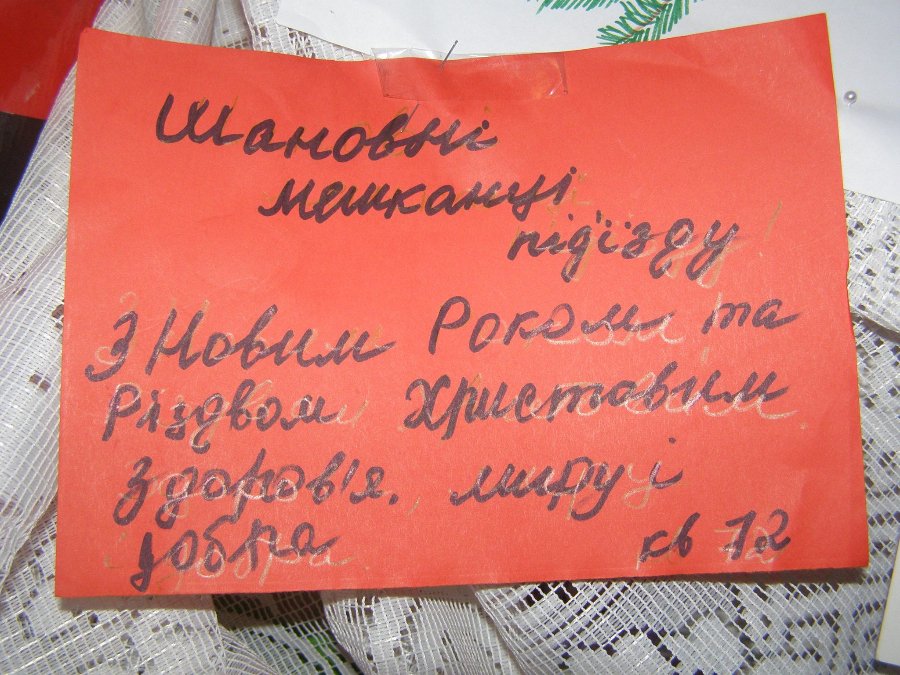 Шановні
мешканці
під'їзду!
З Новим Роком та
Різдвом Христовим
Здоров'я, миру і
добра
кв 72